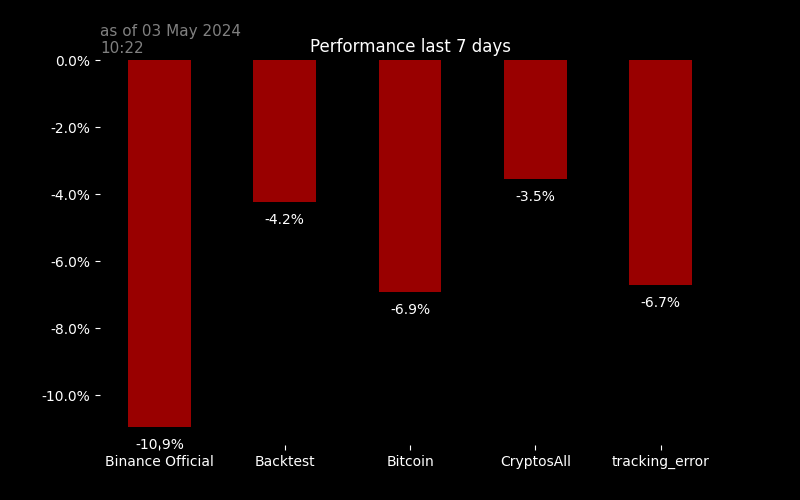 as of 03 May 2024
10:22
Performance last 7 days
0.0%
-2.0%
-4.0%
-6.0%
-8.0%
-10.0%
-10.9%
-4.2%
-6.9%
-3.5%
-6.7%
Binance Official
Backtest
Bitcoin
CryptosAll
tracking_error